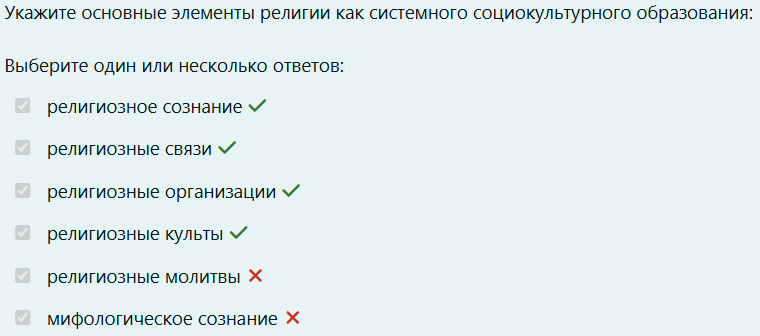 Укажите основные элементы религии как системного социокультурного образования:
Выберите один или несколько ответов:
религиозное сознание
религиозные связи
религиозные организации
религиозные культы
религиозные молитвы
мифологическое сознание